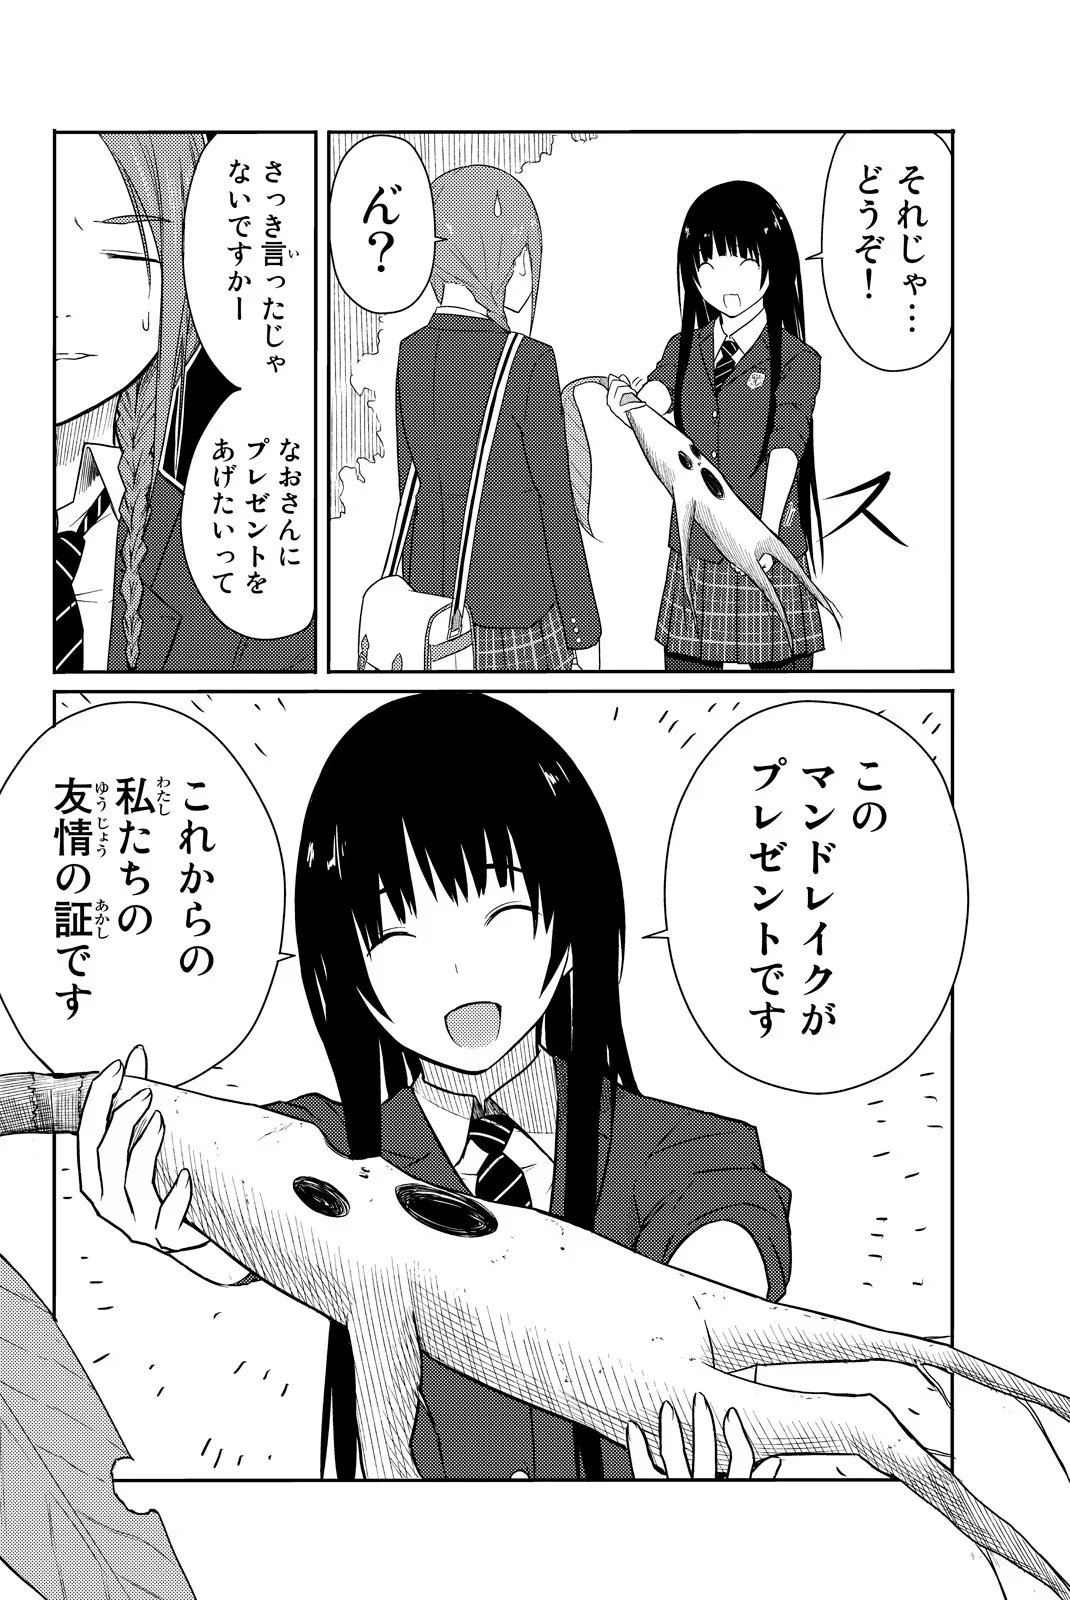 それじゃ…
どうぞ！
ん゛？
スッ
さっき言ったじゃ
ないですかー
なおさんに
プレゼントを
あげたいって
この
マンドレイクが
プレゼントです
これからの
私たちの
友情の証です